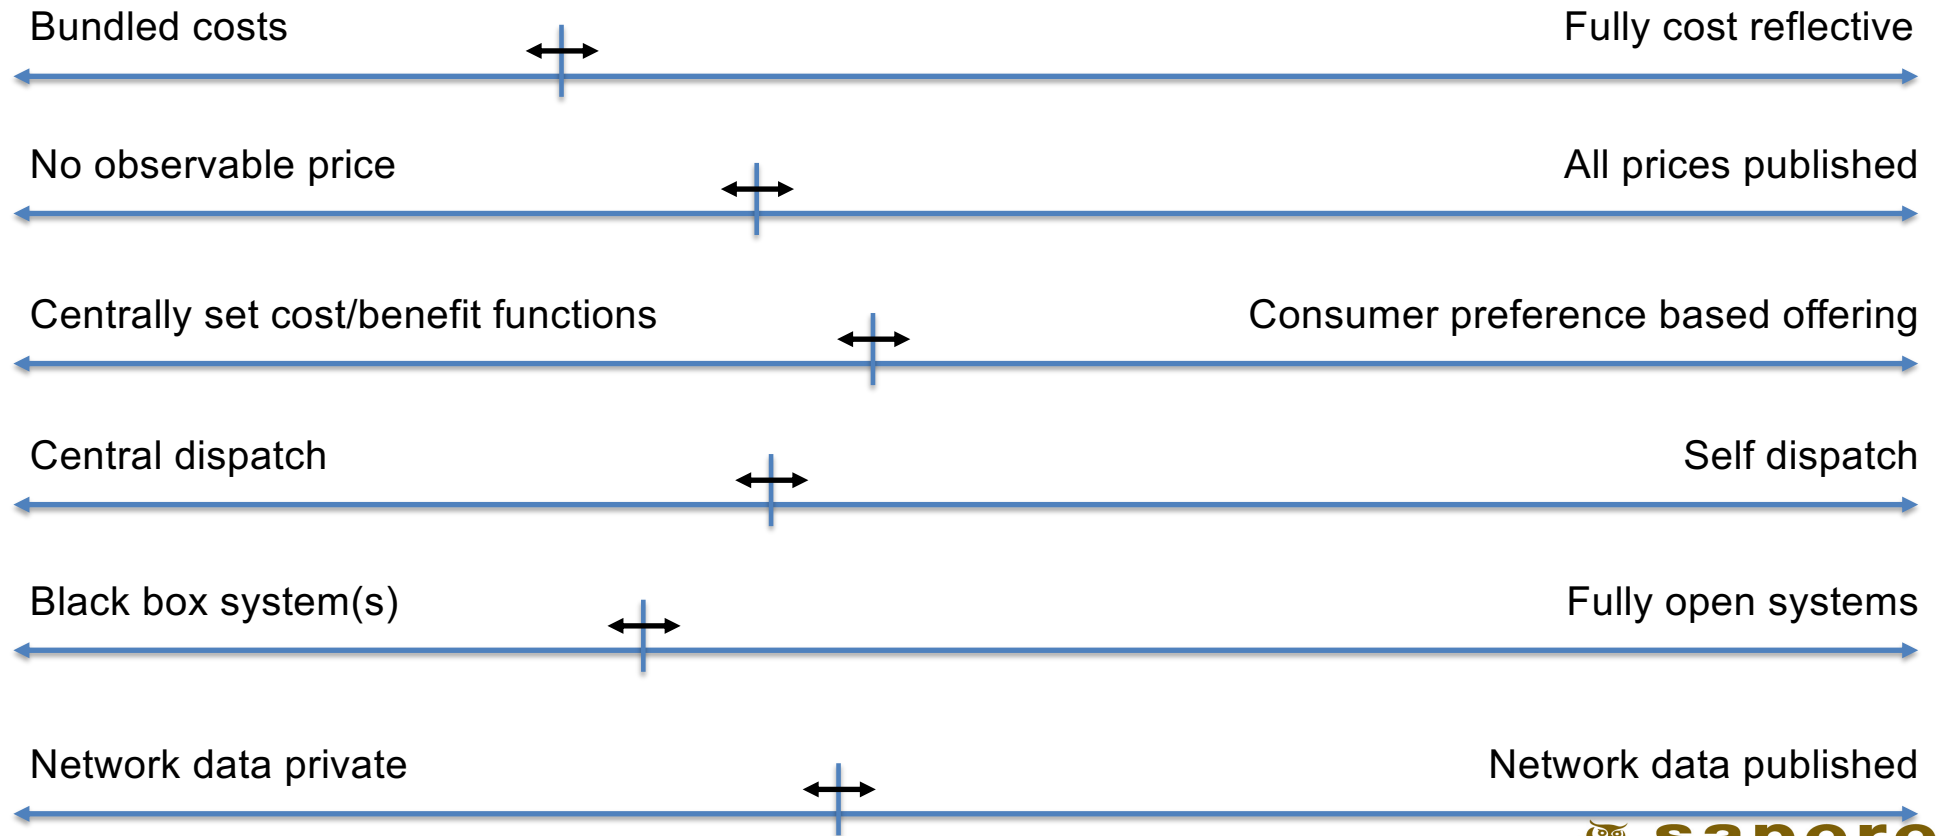 Bundled costs Fully cost reflective
No observable price All prices published
Centrally set cost/benefit functions Consumer preference based offering
Central dispatch Self dispatch
Black box system(s) Fully open systems
Network data private Network data published